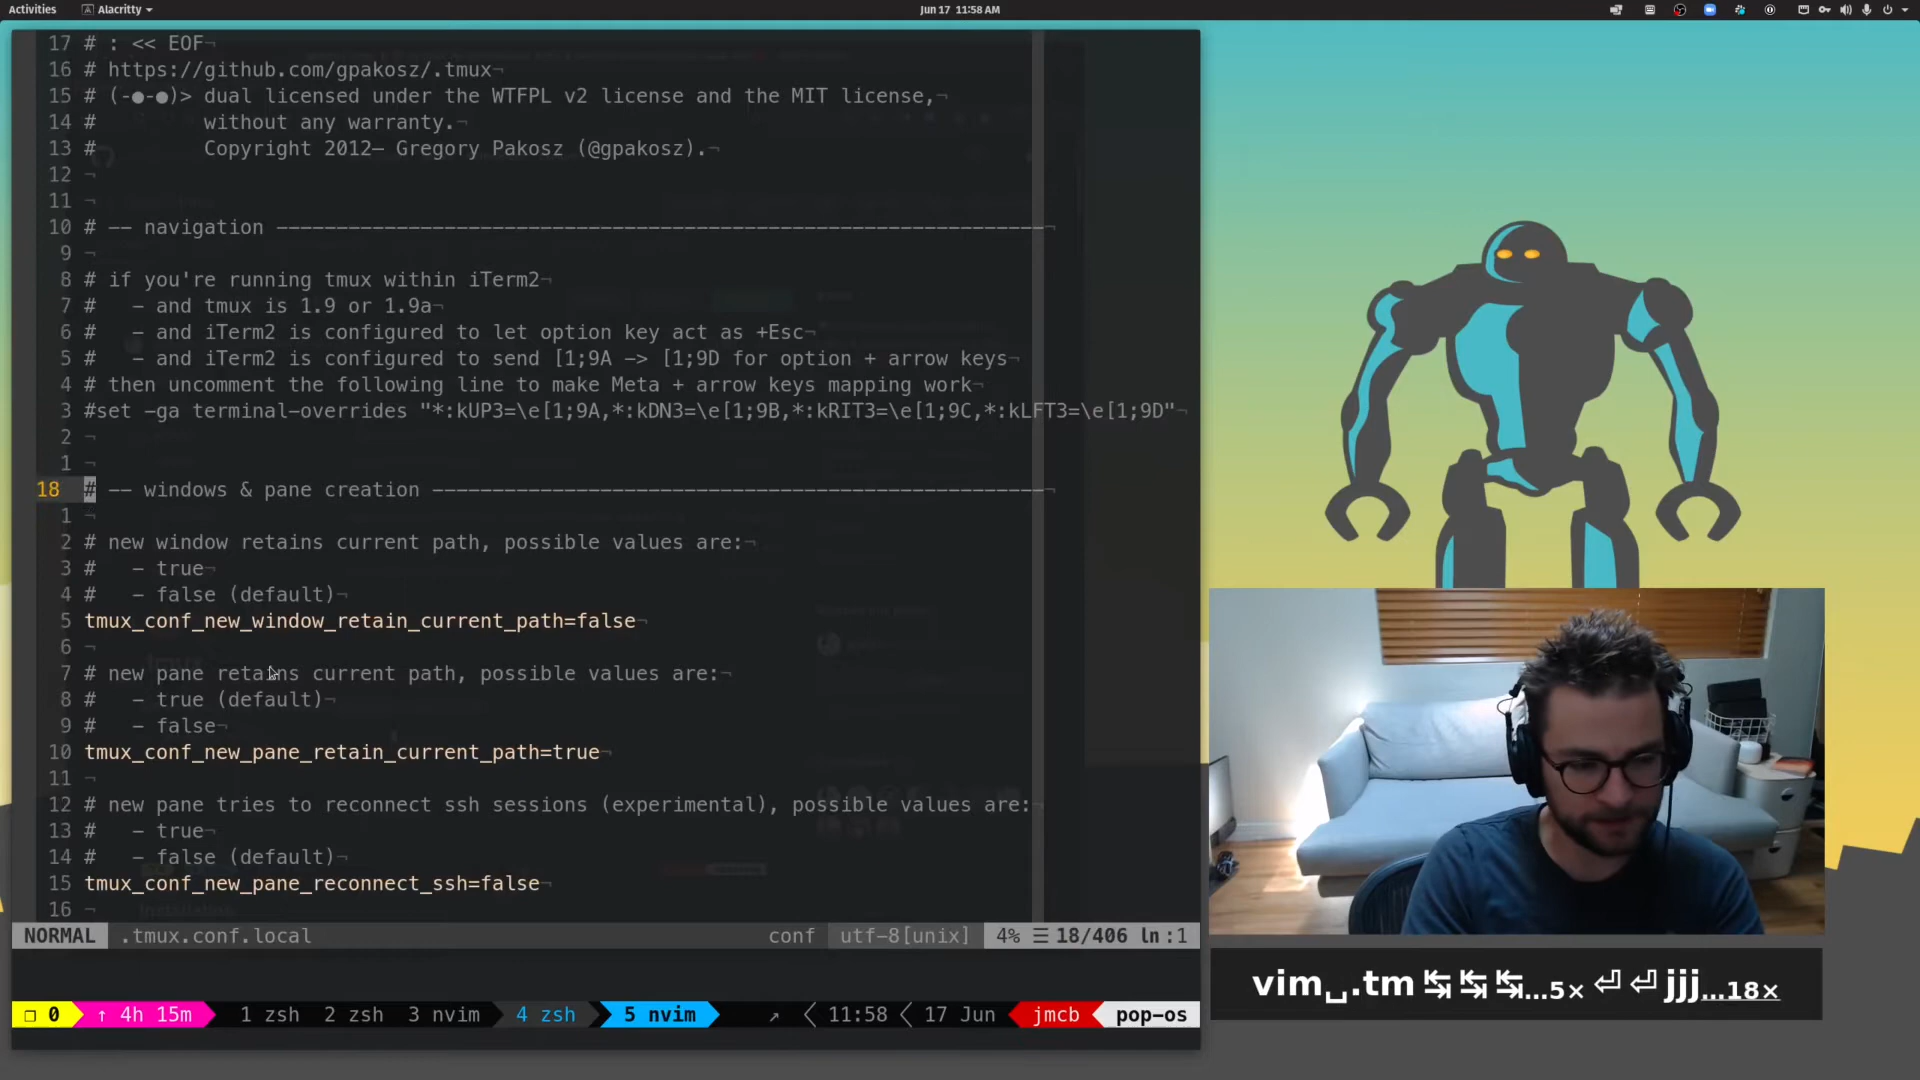 Activities Alacritty Jun 17 11:58 AM
17 # : << EOF¬
16 # https://github.com/gpakosz/.tmux¬
15 # (-●-●)> dual licensed under the WTFPL v2 license and the MIT license,¬
14 # without any warranty.¬
13 # Copyright 2012— Gregory Pakosz (@gpakosz).¬
12 ¬
11 ¬
10 # -- navigation ----------------------------------------------------------------¬
9 ¬
8 # if you're running tmux within iTerm2¬
7 # - and tmux is 1.9 or 1.9a¬
6 # - and iTerm2 is configured to let option key act as +Esc¬
5 # - and iTerm2 is configured to send [1;9A -> [1;9D for option + arrow keys¬
4 # then uncomment the following line to make Meta + arrow keys mapping work¬
3 #set -ga terminal-overrides "*:kUP3=\e[1;9A,*:kDN3=\e[1;9B,*:kRIT3=\e[1;9C,*:kLFT3=\e[1;9D"¬
2 ¬
1 ¬
18 # -- windows & pane creation ---------------------------------------------------¬
1 ¬
2 # new window retains current path, possible values are:¬
3 # - true¬
4 # - false (default)¬
5 tmux_conf_new_window_retain_current_path=false¬
6 ¬
7 # new pane retains current path, possible values are:¬
8 # - true (default)¬
9 # - false¬
10 tmux_conf_new_pane_retain_current_path=true¬
11 ¬
12 # new pane tries to reconnect ssh sessions (experimental), possible values are:¬
13 # - true¬
14 # - false (default)¬
15 tmux_conf_new_pane_reconnect_ssh=false¬
16 ¬
NORMAL .tmux.conf.local conf utf-8[unix] 4% ☰ 18/406 ln :1
❐ 0 ↑ 4h 15m 1 zsh 2 zsh 3 nvim 4 zsh 5 nvim ↗ 11:58 17 Jun jmcb pop-os
vim␣.tm ↹ ↹ ↹...5× ⏎ ⏎ jjj...18×